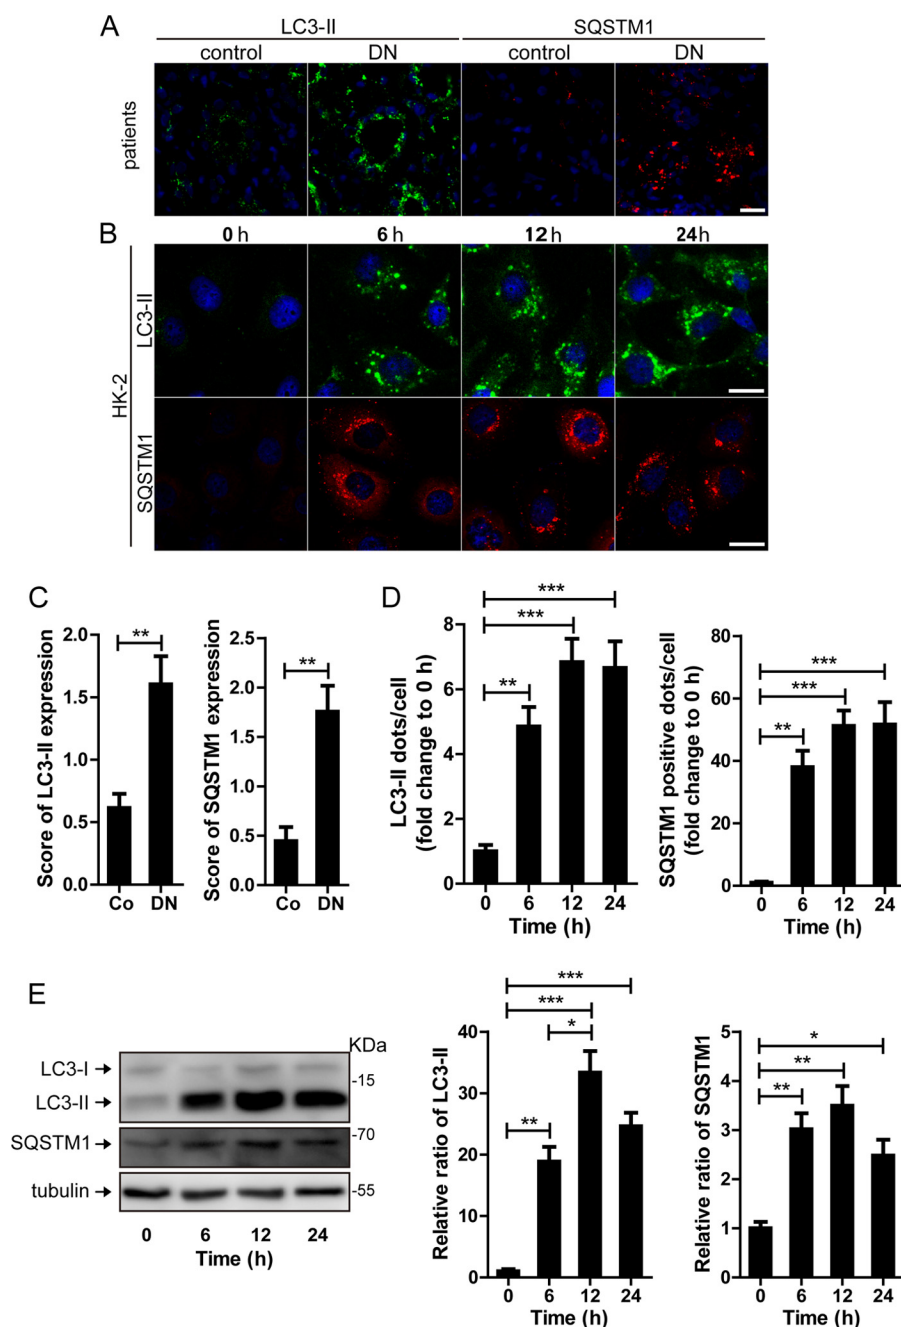 A
LC3-II SQSTM1
control DN control DN
patients
B
0 h 6 h 12 h 24h
HK-2
LC3-II
SQSTM1
C
Score of LC3-II expression
2.0
1.5
1.0
0.5
0.0
**
Co DN
Score of SQSTM1 expression
2.5
2.0
1.5
1.0
0.5
0.0
**
Co DN
D
LC3-II dots/cell
(fold change to 0 h)
8
6
4
2
0
***
***
**
0 6 12 24
Time (h)
SQSTM1 positive dots/cell
(fold change to 0 h)
80
60
40
20
0
***
***
**
0 6 12 24
Time (h)
E
KDa
LC3-I
-15
LC3-II
SQSTM1
-70
tubulin
-55
0 6 12 24
Time (h)
Relative ratio of LC3-II
40
30
20
10
0
***
***
*
**
0 6 12 24
Time (h)
Relative ratio of SQSTM1
5
4
3
2
1
0
*
**
**
0 6 12 24
Time (h)